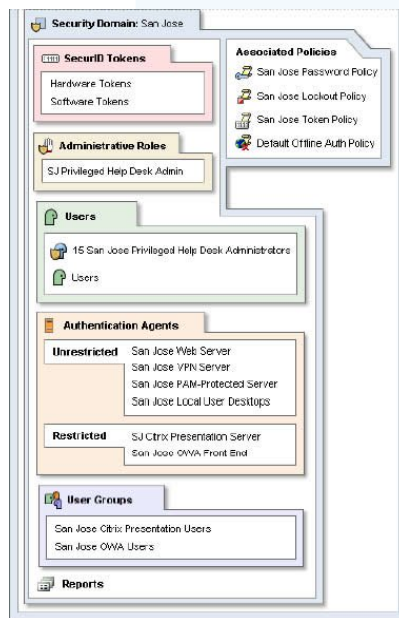 Security Domain: San Jose
SecurID Tokens
Hardware Tokens
Software Tokens
Associated Policies
San Jose Password Policy
San Jose Lockout Policy
San Jose Token Policy
Default Offline Auth Policy
Administrative Roles
SJ Privileged Help Desk Admin
Users
15 San Jose Privileged Help Desk Administrators
Users
Authentication Agents
Unrestricted
San Jose Web Server
San Jose VPN Server
San Jose PAM-Protected Server
San Jose Local User Desktops
Restricted
SJ Citrix Presentation Server
San Jose OWA Front End
User Groups
San Jose Citrix Presentation Users
San Jose OWA Users
Reports